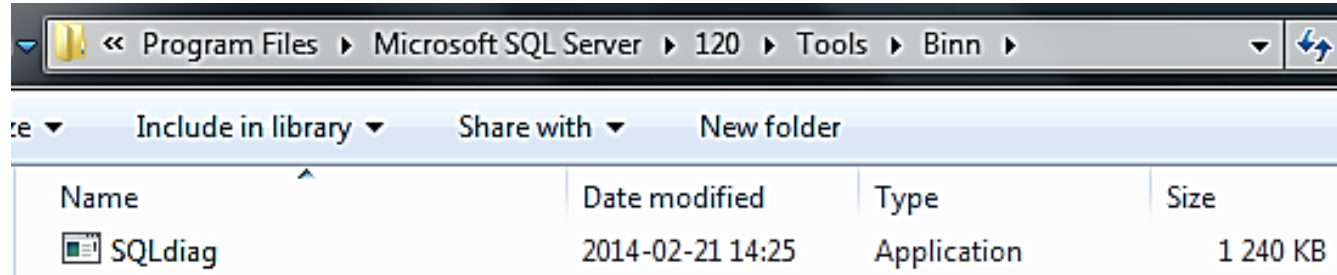 « Program Files Microsoft SQL Server 120 Tools Binn
ze Include in library Share with New folder
Name Date modified Type Size
SQLdiag 2014-02-21 14:25 Application 1 240 KB